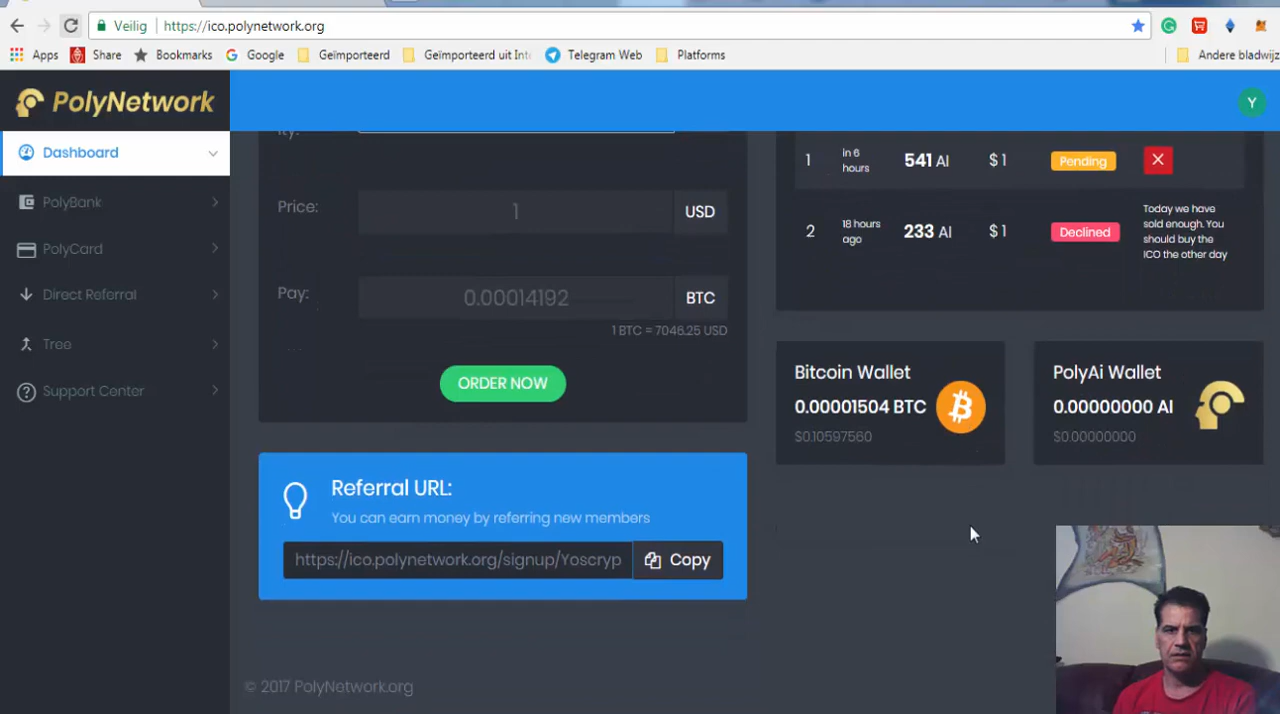 Veilig
https://ico.polynetwork.org
Apps
Share
Bookmarks
Google
Geïmporteerd
Geïmporteerd uit Int
Telegram Web
Platforms
Andere bladwijz
PolyNetwork
Y
Dashboard
PolyBank
PolyCard
Direct Referral
Tree
Support Center
ity:
Price:
1
USD
Pay:
0.00014192
BTC
1 BTC = 7046.25 USD
ORDER NOW
1
in 6
hours
541 AI
$1
Pending
2
18 hours
ago
233 AI
$1
Declined
Today we have
sold enough. You
should buy the
ICO the other day
Bitcoin Wallet
0.00001504 BTC
$0.10597560
PolyAi Wallet
0.00000000 AI
$0.00000000
Referral URL:
You can earn money by referring new members
https://ico.polynetwork.org/signup/Yoscryp
Copy
© 2017 PolyNetwork.org